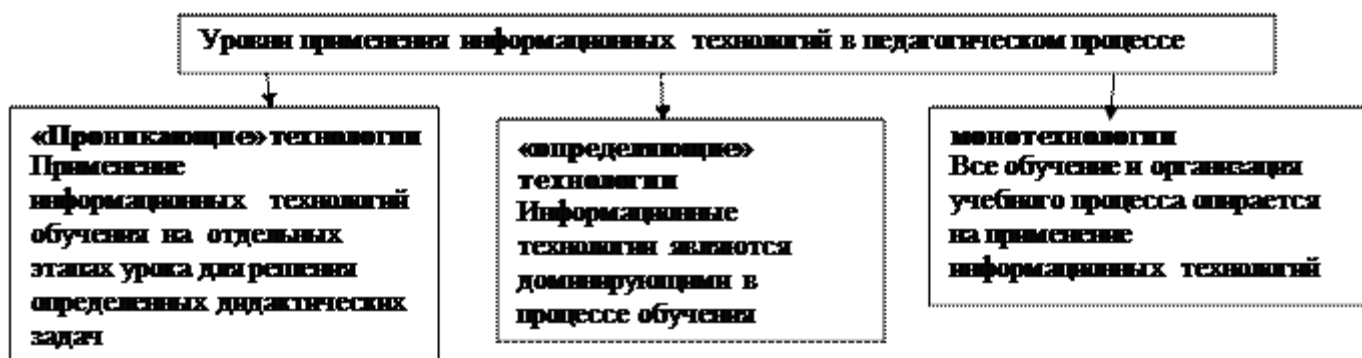 Уровни применения информационных технологий в педагогическом процессе
«Проникающие» технологии
Применение
информационных технологий
обучения на отдельных
этапах урока для решения
определенных дидактических
задач
«определяющие»
технологии
Информационные
технологии являются
доминирующими в
процессе обучения
монотехнологии
Все обучение и организация
учебного процесса опирается
на применение
информационных технологий